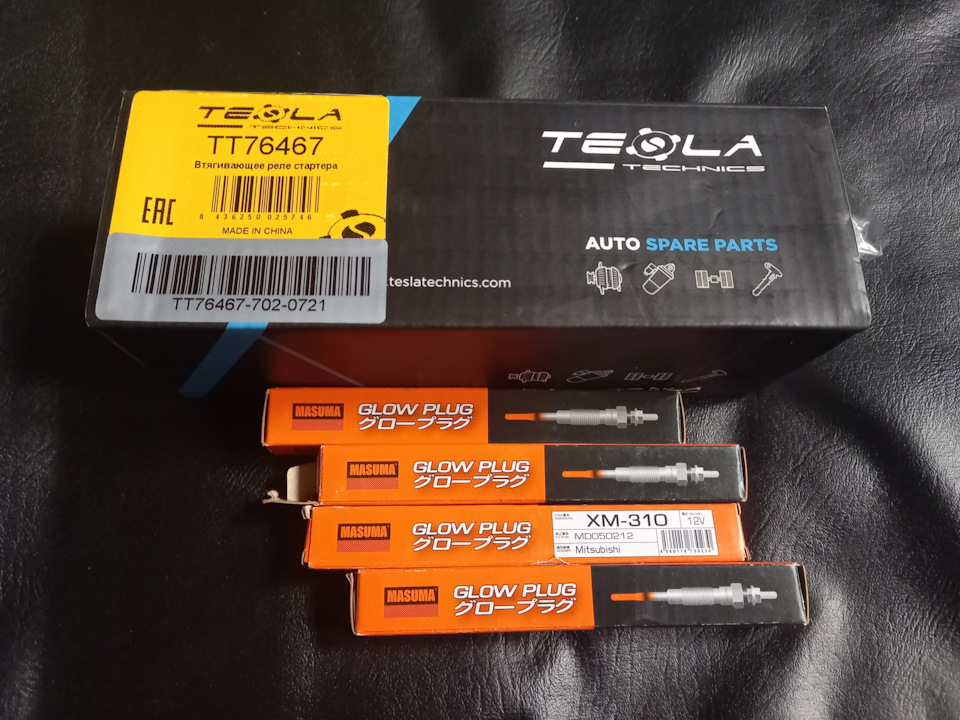 TESLA
TECHNICS
TT76467
Втягивающее реле стартера
EAC
8 436250 025746
MADE IN CHINA
TT76467-702-0721
TESLA
TECHNICS
AUTO SPARE PARTS
.teslatechnics.com
MASUMA
GLOW PLUG
グロープラグ
MASUMA
GLOW PLUG
グロープラグ
MASUMA
GLOW PLUG
グロープラグ
XM-310
12V
MD050212
Mitsubishi
MASUMA
GLOW PLUG
グロープラグ